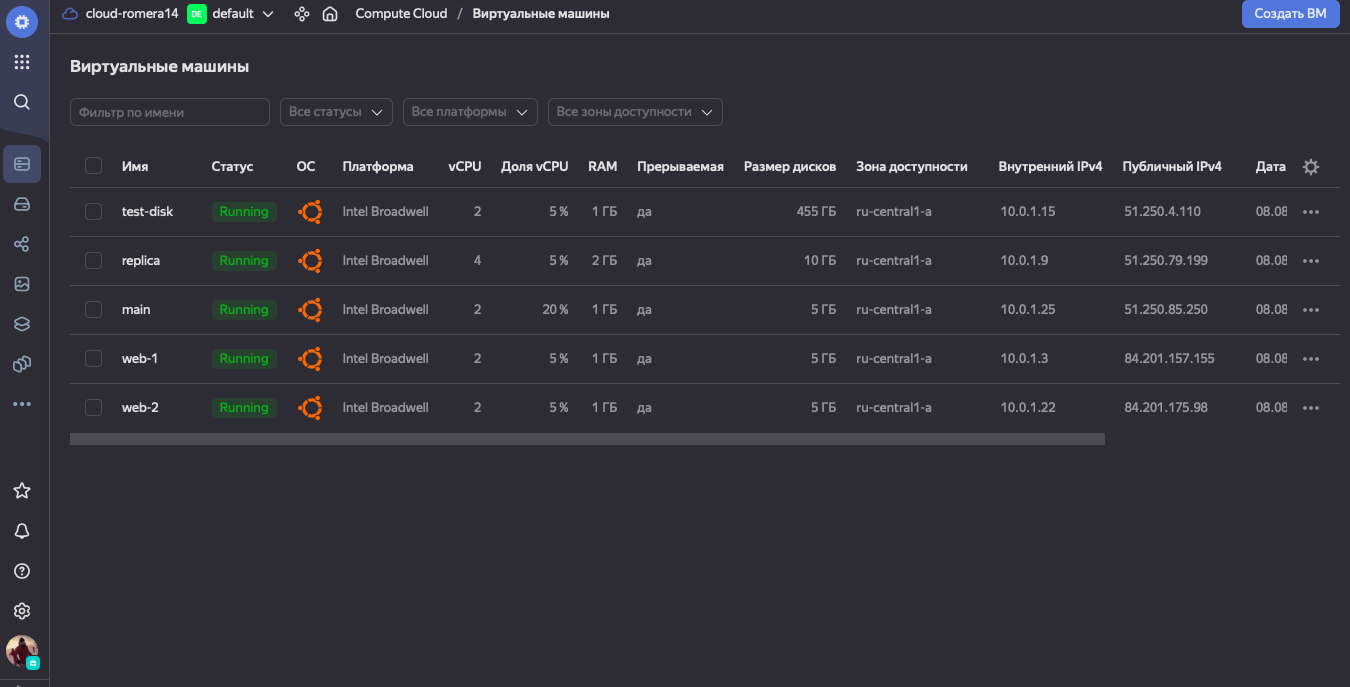 cloud-romera14 DE default Compute Cloud / Виртуальные машины Создать ВМ
Виртуальные машины
Фильтр по имени Все статусы Все платформы Все зоны доступности
Имя Статус ОС Платформа vCPU Доля vCPU RAM Прерываемая Размер дисков Зона доступности Внутренний IPv4 Публичный IPv4 Дата
test-disk Running Intel Broadwell 2 5 % 1 ГБ да 455 ГБ ru-central1-a 10.0.1.15 51.250.4.110 08.08
replica Running Intel Broadwell 4 5 % 2 ГБ да 10 ГБ ru-central1-a 10.0.1.9 51.250.79.199 08.08
main Running Intel Broadwell 2 20 % 1 ГБ да 5 ГБ ru-central1-a 10.0.1.25 51.250.85.250 08.08
web-1 Running Intel Broadwell 2 5 % 1 ГБ да 5 ГБ ru-central1-a 10.0.1.3 84.201.157.155 08.08
web-2 Running Intel Broadwell 2 5 % 1 ГБ да 5 ГБ ru-central1-a 10.0.1.22 84.201.175.98 08.08